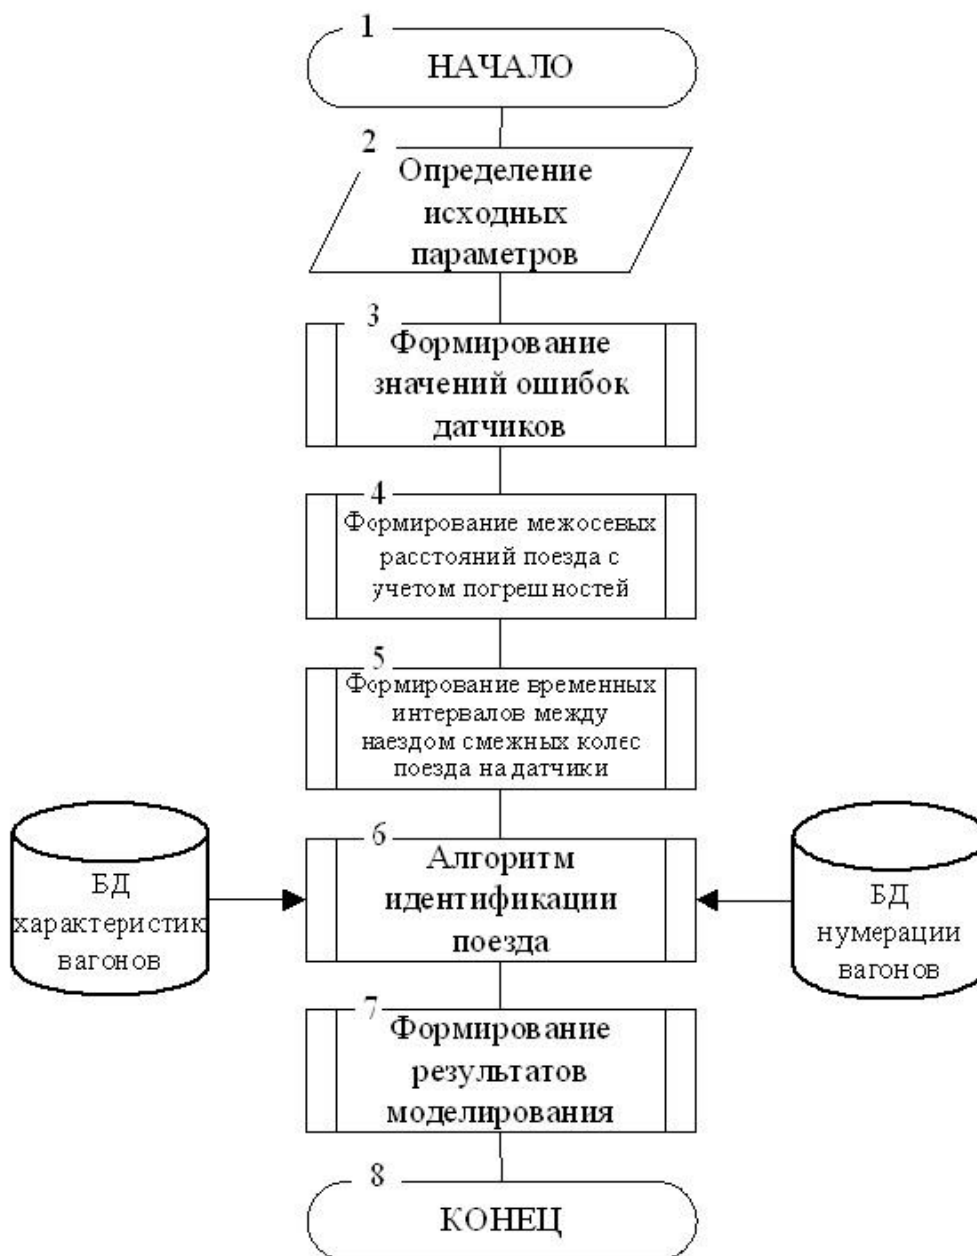 1
НАЧАЛО
2
Определение
исходных
параметров
3
Формирование
значений ошибок
датчиков
4
Формирование межосевых
расстояний поезда с
учетом погрешностей
5
Формирование временных
интервалов между
наездом смежных колес
поезда на датчики
6
Алгоритм
идентификации
поезда
БД
характеристик
вагонов
БД
нумерации
вагонов
7
Формирование
результатов
моделирования
8
КОНЕЦ